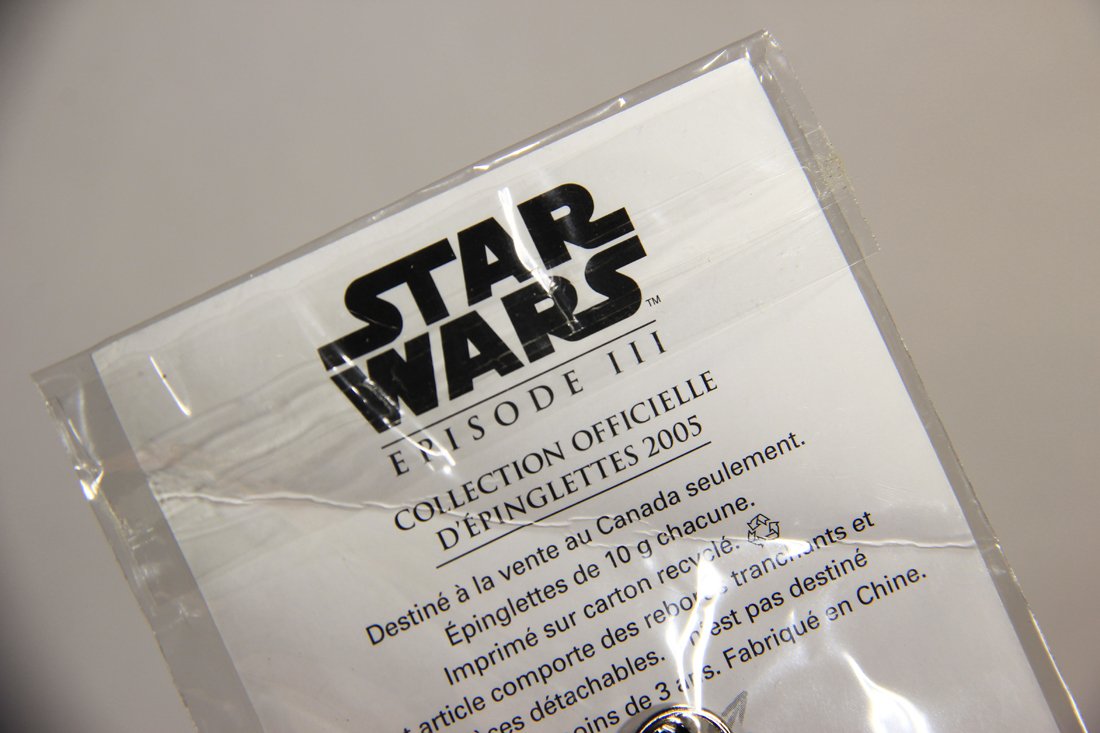 STAR
WARS™
EPISODE III
COLLECTION OFFICIELLE
D'ÉPINGLETTES 2005
Destiné à la vente au Canada seulement.
Épinglettes de 10 g chacune.
Imprimé sur carton recyclé.
article comporte des rebords tranchants et
détachables. n'est pas destiné
de 3 ans. Fabriqué en Chine.